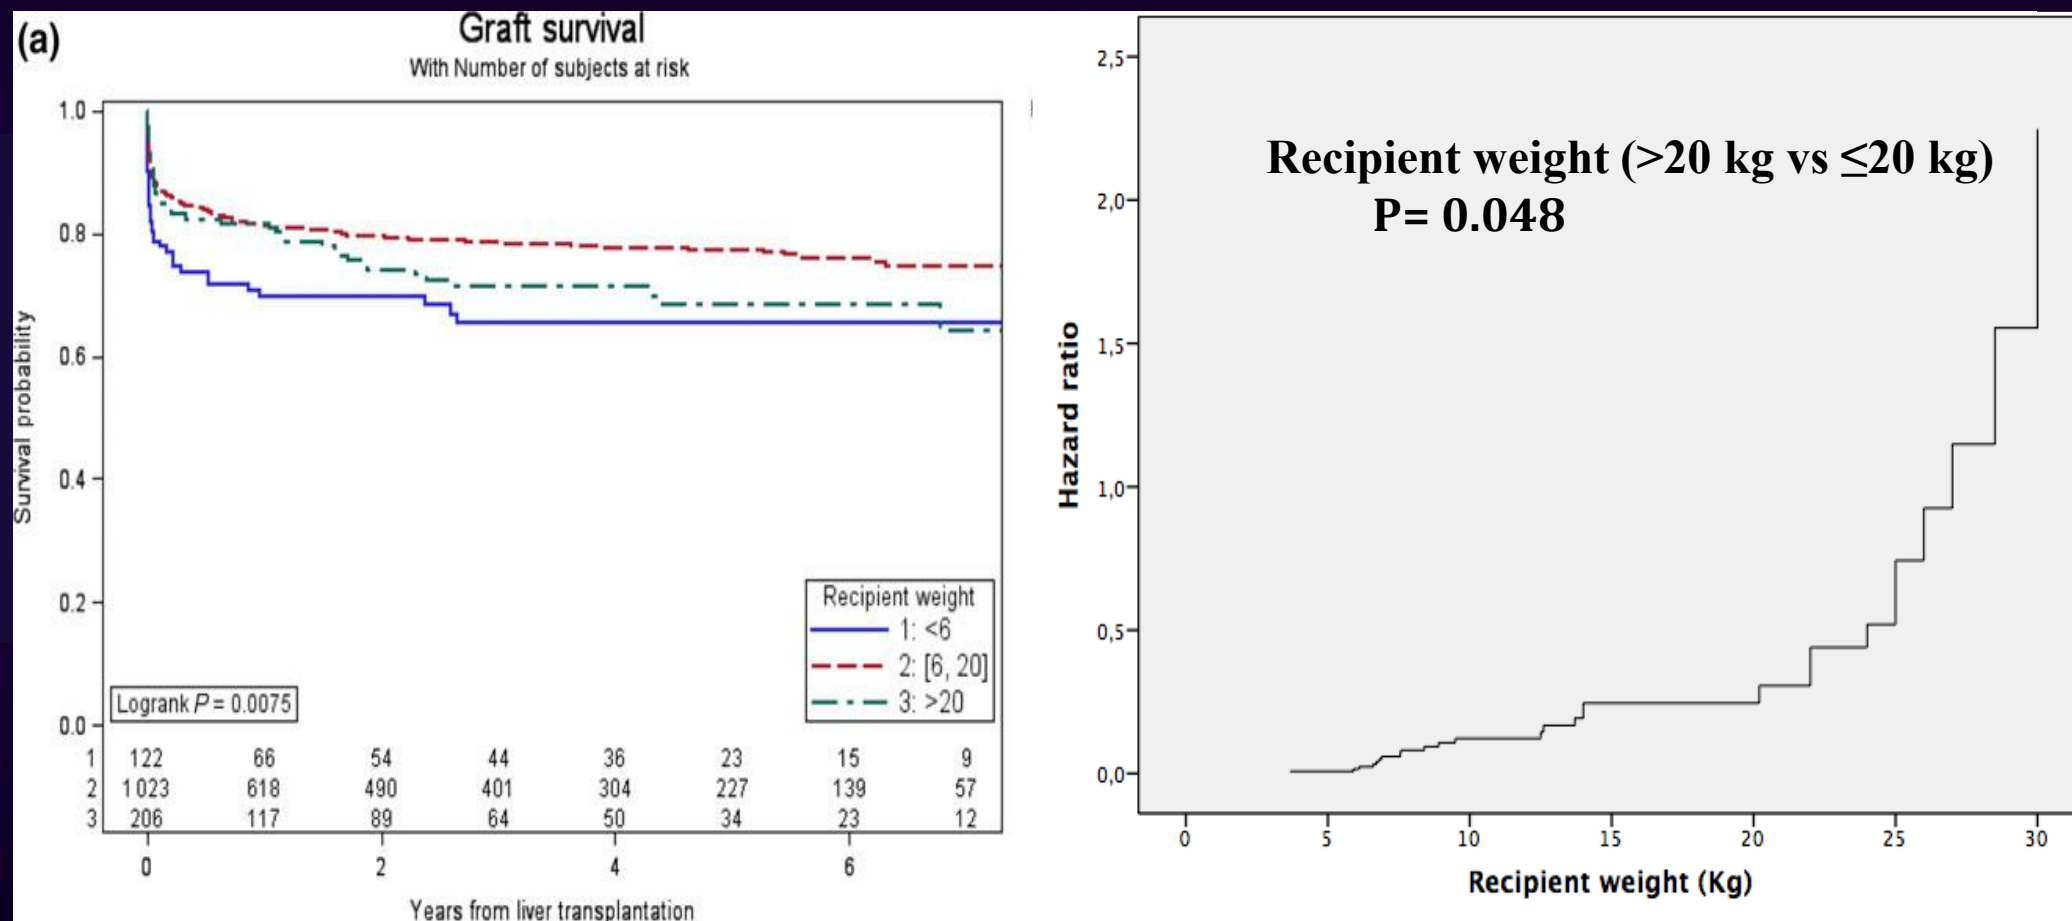 (a)
Graft survival
With Number of subjects at risk
Survival probability
1.0
0.8
0.6
0.4
0.2
0.0
Recipient weight
1: <6
2: [6, 20]
3: >20
Logrank P = 0.0075
1 122 66 54 44 36 23 15 9
2 1023 618 490 401 304 227 139 57
3 206 117 89 64 50 34 23 12
0 2 4 6
Years from liver transplantation
Recipient weight (>20 kg vs ≤20 kg)
P= 0.048
Hazard ratio
2,5
2,0
1,5
1,0
0,5
0,0
0 5 10 15 20 25 30
Recipient weight (Kg)